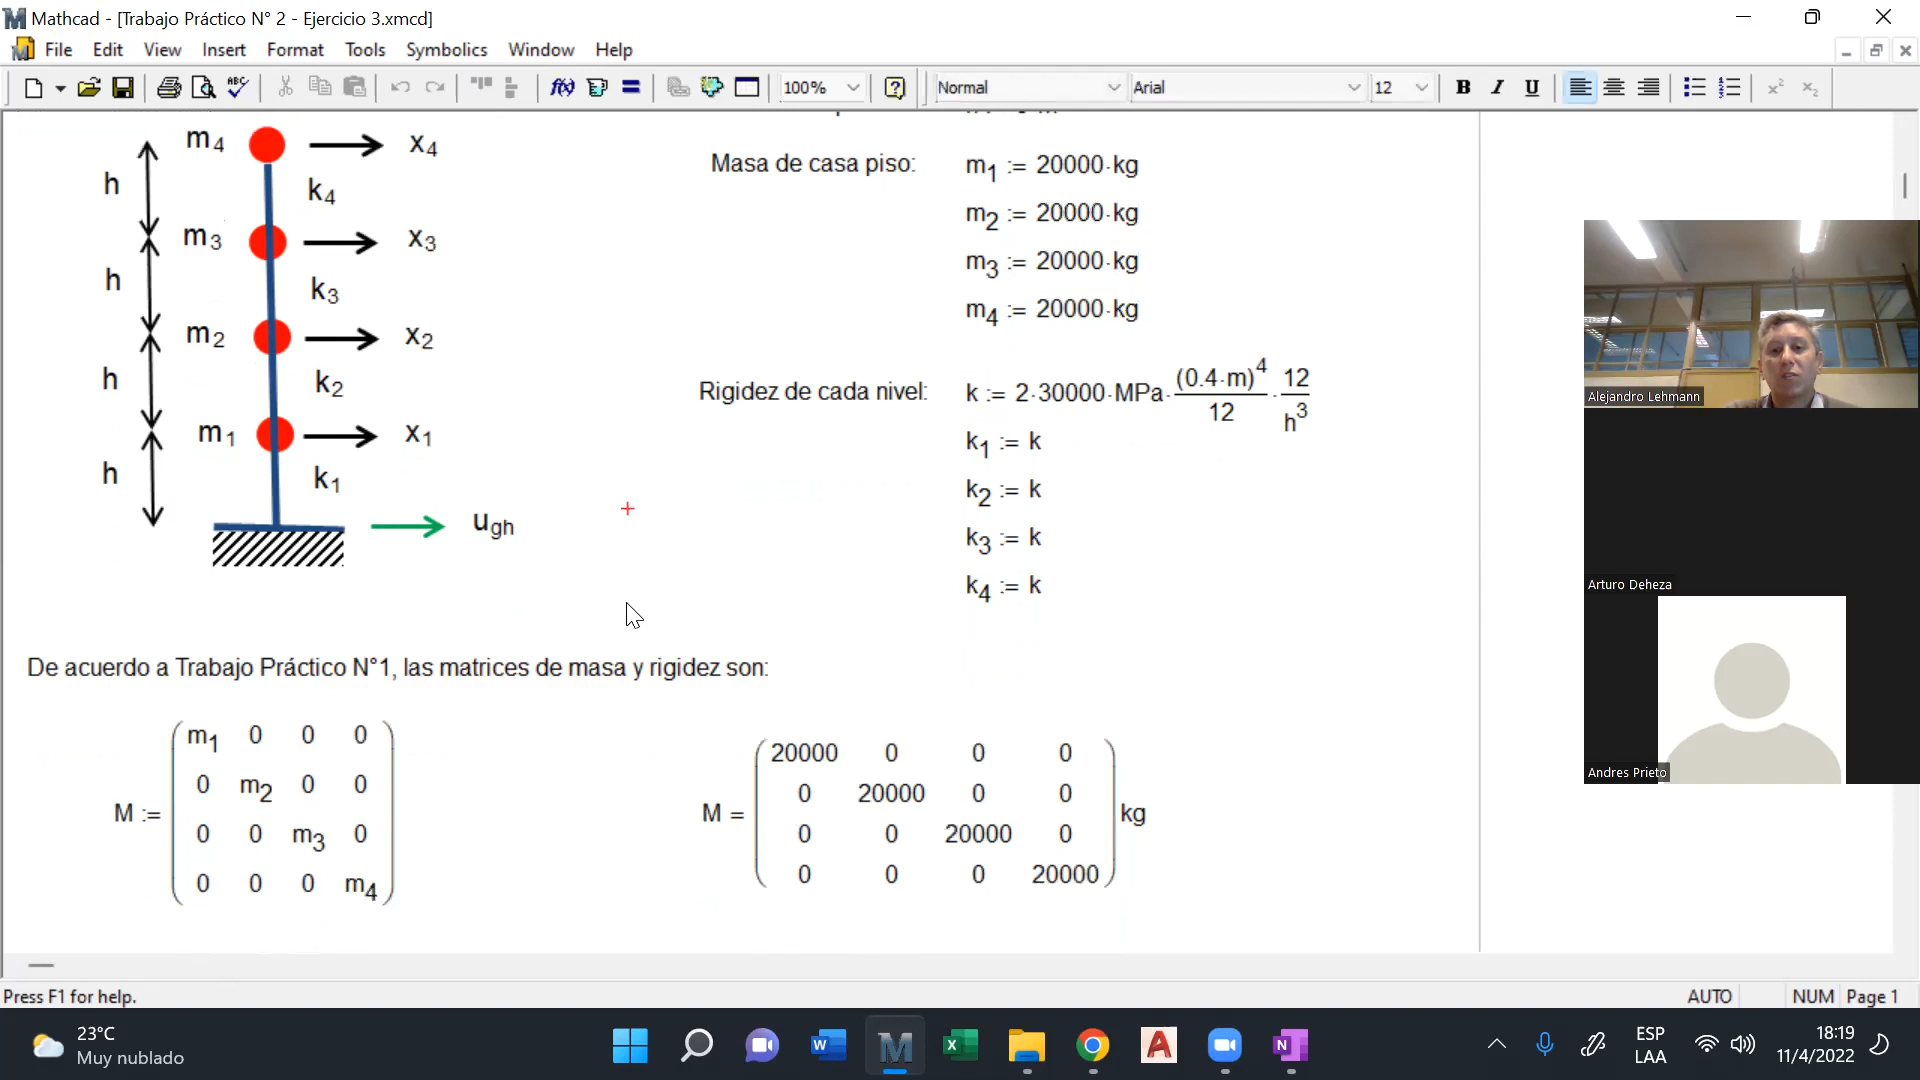 Mathcad - [Trabajo Práctico N° 2 - Ejercicio 3.xmcd]
File Edit View Insert Format Tools Symbolics Window Help
100% Normal Arial 12 B I U
m4 x4
h k4
m3 x3
h k3
m2 x2
h k2
m1 x1
h k1
ugh
Masa de casa piso: m1 := 20000·kg
m2 := 20000·kg
m3 := 20000·kg
m4 := 20000·kg
Rigidez de cada nivel: k := 2·30000·MPa·(0.4·m)^4/12·12/h^3
k1 := k
k2 := k
k3 := k
k4 := k
De acuerdo a Trabajo Práctico N°1, las matrices de masa y rigidez son:
M :=
m1 0 0 0
0 m2 0 0
0 0 m3 0
0 0 0 m4
M =
20000 0 0 0
0 20000 0 0
0 0 20000 0
0 0 0 20000
kg
Alejandro Lehmann
Arturo Deheza
Andres Prieto
Press F1 for help. AUTO NUM Page 1
23°C
Muy nublado
ESP
LAA
18:19
11/4/2022